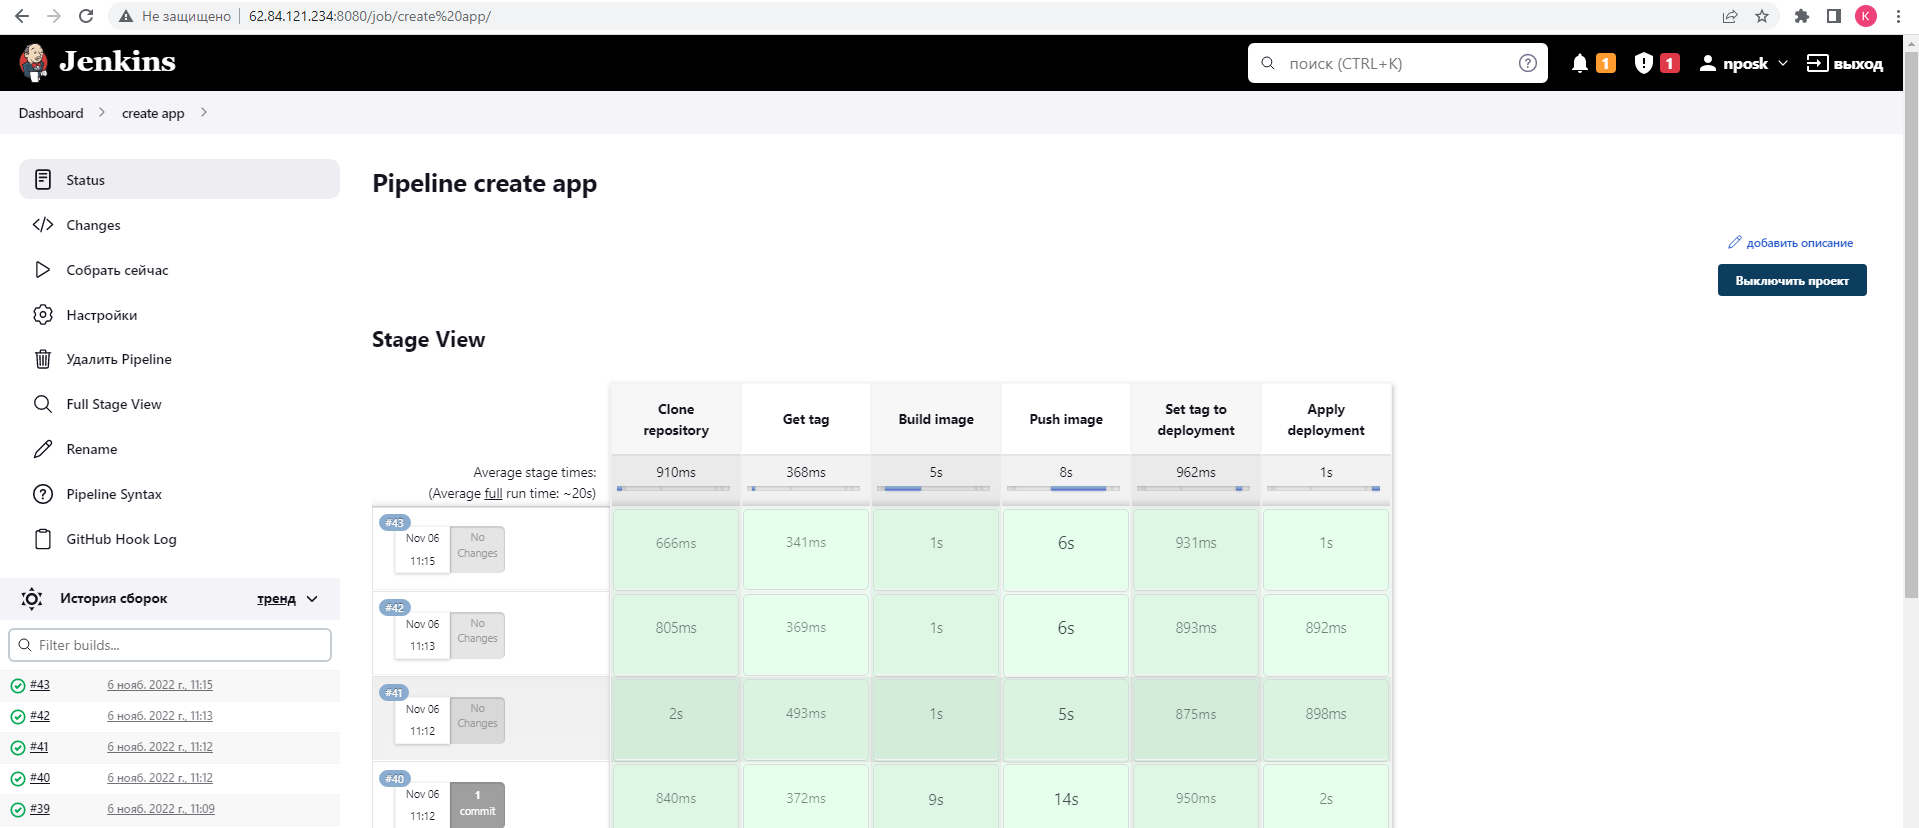 Не защищено
62.84.121.234:8080/job/create%20app/
K
Jenkins
поиск (CTRL+K)
1
1
nposk
выход
Dashboard
create app
Status
Changes
Собрать сейчас
Настройки
Удалить Pipeline
Full Stage View
Rename
Pipeline Syntax
GitHub Hook Log
История сборок
тренд
Filter builds...
#43 6 нояб. 2022 г., 11:15
#42 6 нояб. 2022 г., 11:13
#41 6 нояб. 2022 г., 11:12
#40 6 нояб. 2022 г., 11:12
#39 6 нояб. 2022 г., 11:09
Pipeline create app
добавить описание
Выключить проект
Stage View
Clone repository Get tag Build image Push image Set tag to deployment Apply deployment
Average stage times: 910ms 368ms 5s 8s 962ms 1s
(Average full run time: ~20s)
#43
Nov 06 No Changes
11:15
666ms 341ms 1s 6s 931ms 1s
#42
Nov 06 No Changes
11:13
805ms 369ms 1s 6s 893ms 892ms
#41
Nov 06 No Changes
11:12
2s 493ms 1s 5s 875ms 898ms
#40
Nov 06 1 commit
11:12
840ms 372ms 9s 14s 950ms 2s